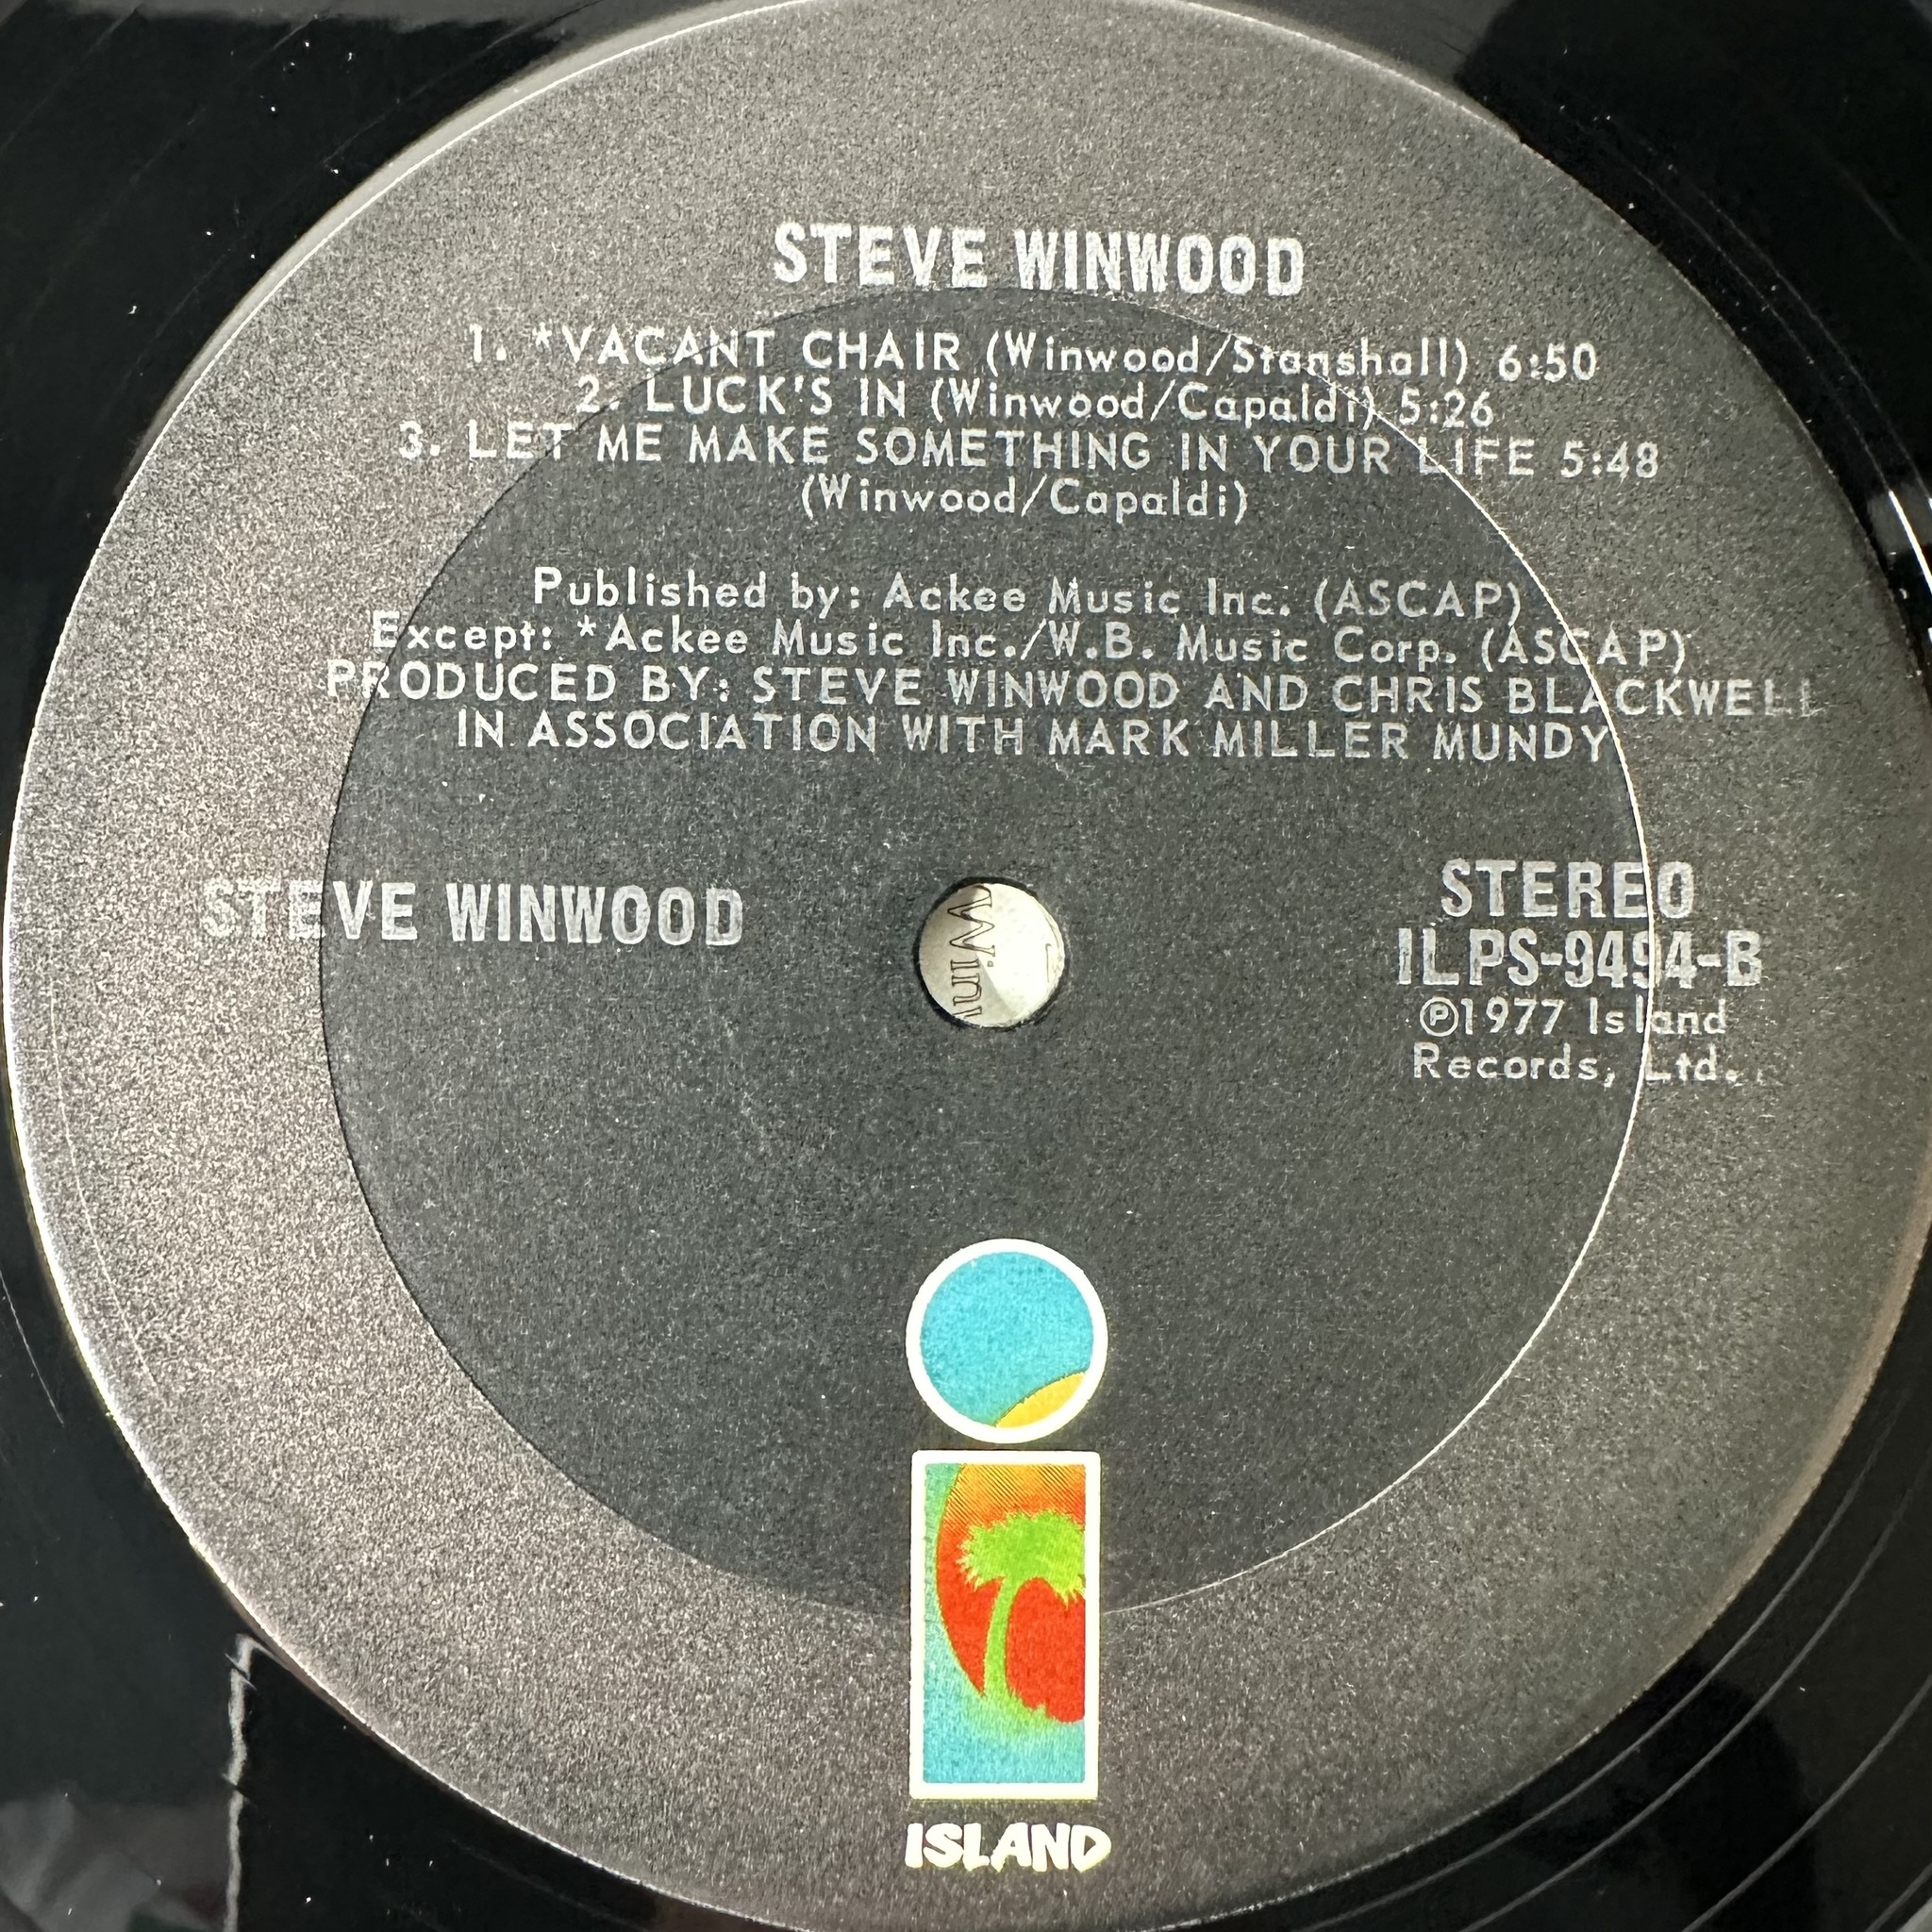 STEVE WINWOOD
1. *VACANT CHAIR (Winwood/Stanshall) 6:50
2. LUCK'S IN (Winwood/Capaldi) 5:26
3. LET ME MAKE SOMETHING IN YOUR LIFE 5:48
(Winwood/Capaldi)
Published by: Ackee Music Inc. (ASCAP)
Except: *Ackee Music Inc./W.B. Music Corp. (ASCAP)
PRODUCED BY: STEVE WINWOOD AND CHRIS BLACKWELL
IN ASSOCIATION WITH MARK MILLER MUNDY
STEVE WINWOOD
STEREO
ILPS-9494-B
Ⓟ1977 Island
Records, Ltd.
ISLAND